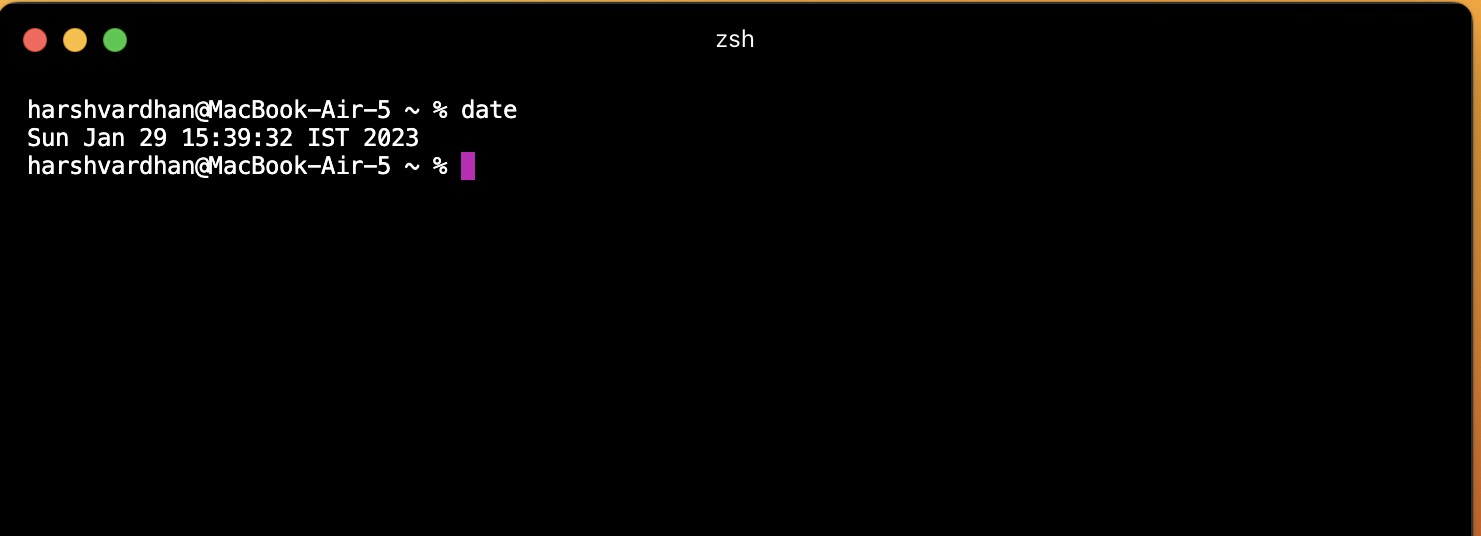 zsh
harshvardhan@MacBook-Air-5 ~ % date
Sun Jan 29 15:39:32 IST 2023
harshvardhan@MacBook-Air-5 ~ %